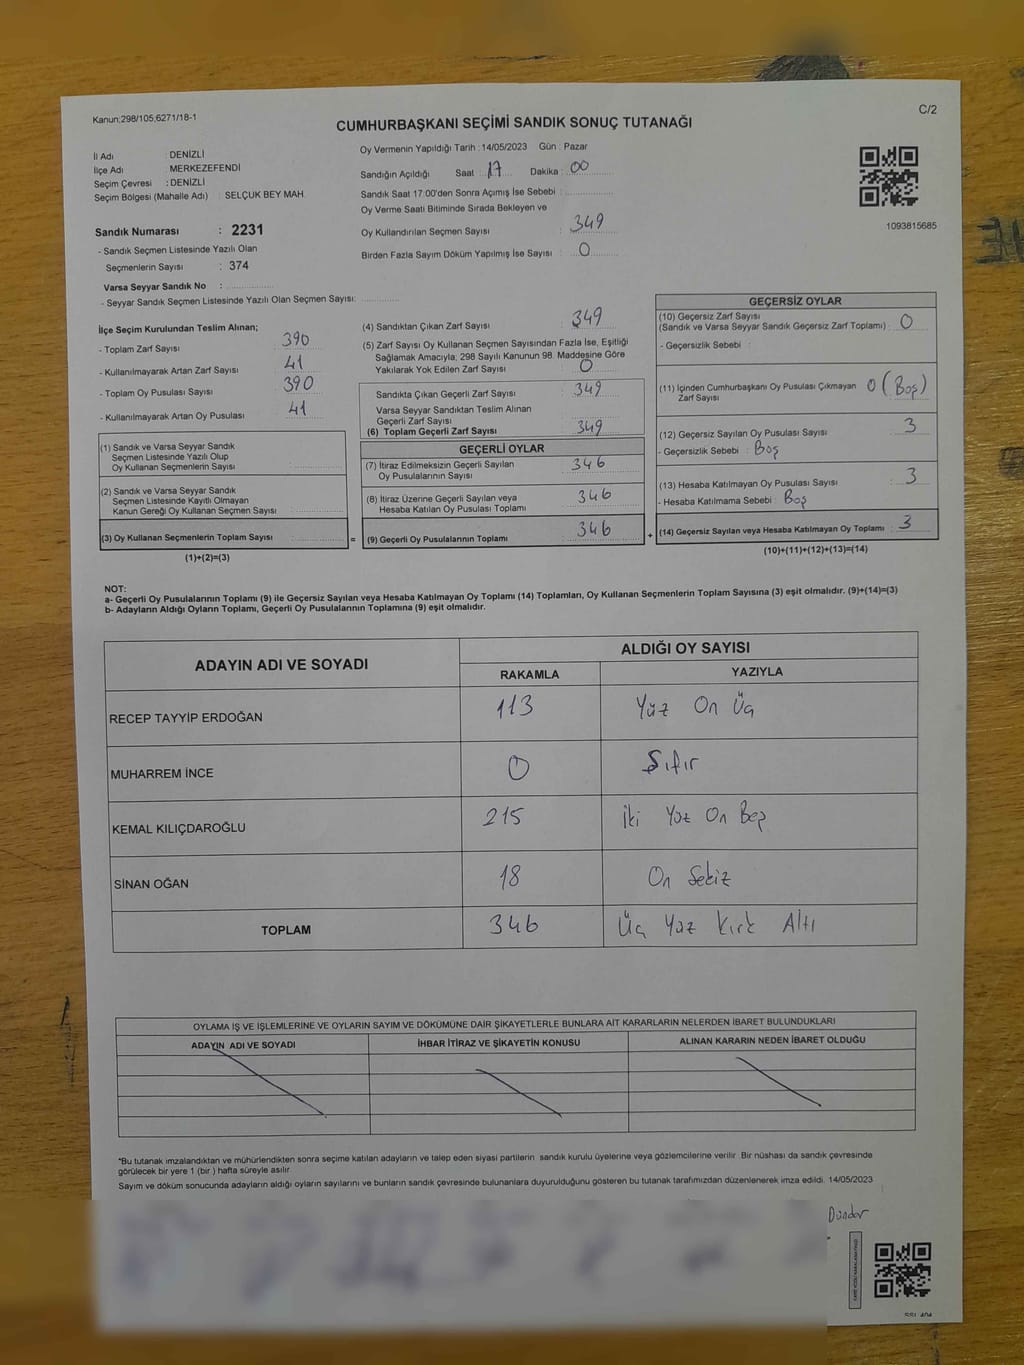 Kanun;298/105;6271/18-1
C/2
CUMHURBAŞKANI SEÇİMİ SANDIK SONUÇ TUTANAĞI
İl Adı : DENİZLİ
İlçe Adı : MERKEZEFENDİ
Seçim Çevresi : DENİZLİ
Seçim Bölgesi (Mahalle Adı) : SELÇUK BEY MAH.
Oy Vermenin Yapıldığı Tarih : 14/05/2023 Gün : Pazar
Sandığın Açıldığı Saat : 17 Dakika : 00
Sandık Saat 17:00'den Sonra Açımış İse Sebebi :
Oy Verme Saati Bitiminde Sırada Bekleyen ve
Oy Kullandırılan Seçmen Sayısı : 349
Birden Fazla Sayım Döküm Yapılmış İse Sayısı : 0
1093815685
Sandık Numarası : 2231
- Sandık Seçmen Listesinde Yazılı Olan
Seçmenlerin Sayısı : 374
Varsa Seyyar Sandık No :
- Seyyar Sandık Seçmen Listesinde Yazılı Olan Seçmen Sayısı:
İlçe Seçim Kurulundan Teslim Alınan;
- Toplam Zarf Sayısı 390
- Kullanılmayarak Artan Zarf Sayısı 41
- Toplam Oy Pusulası Sayısı 390
- Kullanılmayarak Artan Oy Pusulası 41
(1) Sandık ve Varsa Seyyar Sandık
Seçmen Listesinde Yazılı Olup
Oy Kullanan Seçmenlerin Sayısı :
(2) Sandık ve Varsa Seyyar Sandık
Seçmen Listesinde Kayıtlı Olmayan
Kanun Gereği Oy Kullanan Seçmen Sayısı :
(3) Oy Kullanan Seçmenlerin Toplam Sayısı :
(1)+(2)=(3)
=
(4) Sandıktan Çıkan Zarf Sayısı : 349
(5) Zarf Sayısı Oy Kullanan Seçmen Sayısından Fazla İse, Eşitliği
Sağlamak Amacıyla; 298 Sayılı Kanunun 98. Maddesine Göre
Yakılarak Yok Edilen Zarf Sayısı : 0
Sandıkta Çıkan Geçerli Zarf Sayısı : 349
Varsa Seyyar Sandıktan Teslim Alınan
Geçerli Zarf Sayısı :
(6) Toplam Geçerli Zarf Sayısı : 349
GEÇERLİ OYLAR
(7) İtiraz Edilmeksizin Geçerli Sayılan 346
Oy Pusulalarının Sayısı
(8) İtiraz Üzerine Geçerli Sayılan veya : 346
Hesaba Katılan Oy Pusulası Toplamı
(9) Geçerli Oy Pusulalarının Toplamı : 346
+
GEÇERSİZ OYLAR
(10) Geçersiz Zarf Sayısı
(Sandık ve Varsa Seyyar Sandık Geçersiz Zarf Toplamı) : 0
- Geçersizlik Sebebi :
(11) İçinden Cumhurbaşkanı Oy Pusulası Çıkmayan : 0 (Boş)
Zarf Sayısı
(12) Geçersiz Sayılan Oy Pusulası Sayısı : 3
- Geçersizlik Sebebi : Boş
(13) Hesaba Katılmayan Oy Pusulası Sayısı : 3
- Hesaba Katılmama Sebebi : Boş
(14) Geçersiz Sayılan veya Hesaba Katılmayan Oy Toplamı : 3
(10)+(11)+(12)+(13)=(14)
NOT:
a- Geçerli Oy Pusulalarının Toplamı (9) ile Geçersiz Sayılan veya Hesaba Katılmayan Oy Toplamı (14) Toplamları, Oy Kullanan Seçmenlerin Toplam Sayısına (3) eşit olmalıdır. (9)+(14)=(3)
b- Adayların Aldığı Oyların Toplamı, Geçerli Oy Pusulalarının Toplamına (9) eşit olmalıdır.
ADAYIN ADI VE SOYADI ALDIĞI OY SAYISI
RAKAMLA YAZIYLA
RECEP TAYYİP ERDOĞAN 113 Yüz On Üç
MUHARREM İNCE 0 Sıfır
KEMAL KILIÇDAROĞLU 215 İki Yüz On Beş
SİNAN OĞAN 18 On Sekiz
TOPLAM 346 Üç Yüz Kırk Altı
OYLAMA İŞ VE İŞLEMLERİNE VE OYLARIN SAYIM VE DÖKÜMÜNE DAİR ŞİKAYETLERLE BUNLARA AİT KARARLARIN NELERDEN İBARET BULUNDUKLARI
ADAYIN ADI VE SOYADI İHBAR İTİRAZ VE ŞİKAYETİN KONUSU ALINAN KARARIN NEDEN İBARET OLDUĞU
*Bu tutanak imzalandıktan ve mühürlendikten sonra seçime katılan adayların ve talep eden siyasi partilerin sandık kurulu üyelerine veya gözlemcilerine verilir. Bir nüshası da sandık çevresinde
görülecek bir yere 1 (bir ) hafta süreyle asılır.
Sayım ve döküm sonucunda adayların aldığı oyların sayılarını ve bunların sandık çevresinde bulunanlara duyurulduğunu gösteren bu tutanak tarafımızdan düzenlenerek imza edildi. 14/05/2023
Dündar